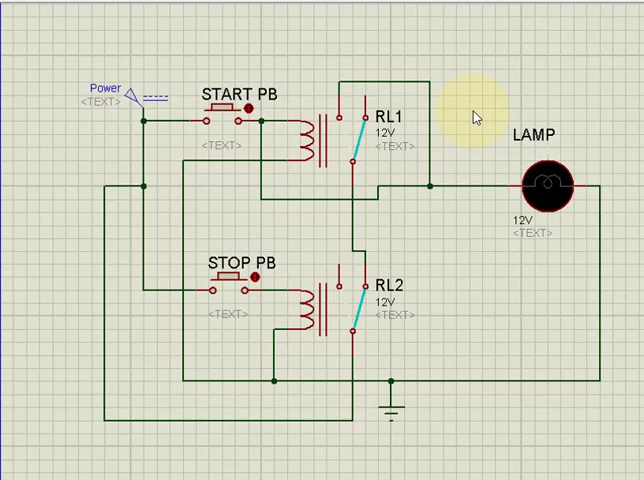 Power
<TEXT>
START PB
<TEXT>
RL1
12V
<TEXT>
LAMP
12V
<TEXT>
STOP PB
<TEXT>
RL2
12V
<TEXT>